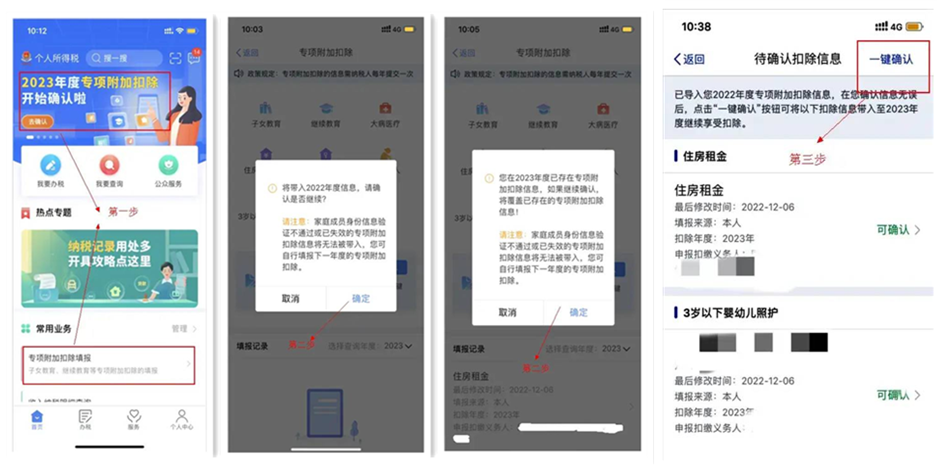 10:12
个人所得税
搜一搜
14
2023年度专项附加扣除
开始确认啦
去确认
我要办税
我要查询
公众服务
热点专题
第一步
纳税记录用处多
开具攻略点这里
常用业务
管理
专项附加扣除填报
子女教育、继续教育等专项附加扣除的填报
首页
办税
服务
个人中心
10:03
4G
返回
专项附加扣除
政策规定：专项附加扣除的信息需纳税人每年提交一次
子女教育
继续教育
大病医疗
将带入2022年度信息，请确
认是否继续？
请注意：家庭成员身份信息验
证不通过或已失效的专项附加
扣除信息将无法被带入，您可
自行填报下一年度的专项附加
扣除。
取消
确定
第二步
填报记录
选择查询年度：2023
10:05
4G
返回
专项附加扣除
政策规定：专项附加扣除的信息需纳税人每年提交一次
子女教育
继续教育
大病医疗
您在2023年度已存在专项附
加扣除信息，如果继续确认，
将覆盖已存在的专项附加扣除
信息！
请注意：家庭成员身份信息验
证不通过或已失效的专项附加
扣除信息将无法被带入，您可
自行填报下一年度的专项附加
扣除。
取消
确定
第二步
填报记录
选择查询年度：2023
住房租金
最后修改时间：2022-12-06
填报来源：本人
扣除年度：2023年
申报扣缴义务人：
10:38
4G
返回
待确认扣除信息
一键确认
已导入您2022年度专项附加扣除信息，在您确认信息无误
后，点击“一键确认”按钮可将以下扣除信息带入至2023年
度继续享受扣除。
第三步
住房租金
住房租金
最后修改时间：2022-12-06
填报来源：本人
扣除年度：2023年
申报扣缴义务人：
可确认
3岁以下婴幼儿照护
最后修改时间：2022-12-06
填报来源：本人
扣除年度：2023年
申报扣缴义务人：
可确认